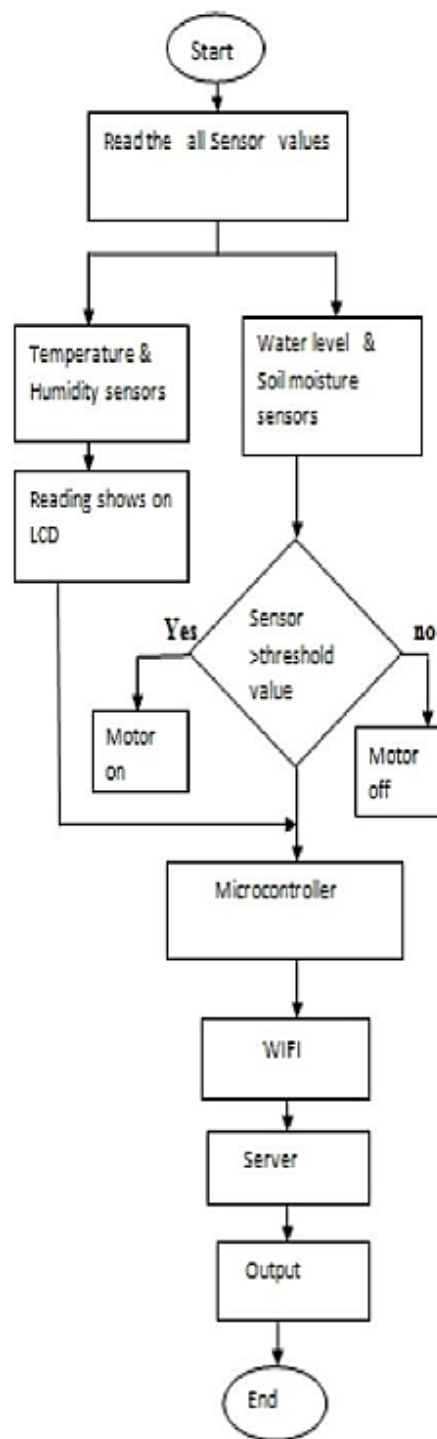 Start
Read the all Sensor values
Temperature &
Humidity sensors
Water level &
Soil moisture
sensors
Reading shows on
LCD
Yes
Sensor
>threshold
value
no
Motor
on
Motor
off
Microcontroller
WIFI
Server
Output
End